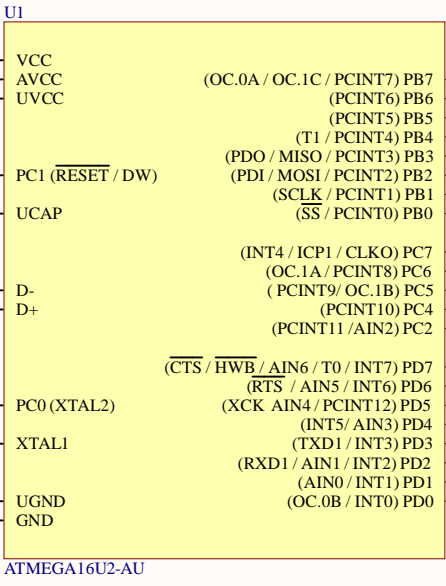 U1
VCC
AVCC (OC.0A / OC.1C / PCINT7) PB7
UVCC (PCINT6) PB6
(PCINT5) PB5
(T1 / PCINT4) PB4
(PDO / MISO / PCINT3) PB3
PC1 (RESET / DW) (PDI / MOSI / PCINT2) PB2
(SCLK / PCINT1) PB1
UCAP (SS / PCINT0) PB0
(INT4 / ICP1 / CLKO) PC7
(OC.1A / PCINT8) PC6
D- ( PCINT9/ OC.1B) PC5
D+ (PCINT10) PC4
(PCINT11 /AIN2) PC2
(CTS / HWB / AIN6 / T0 / INT7) PD7
(RTS / AIN5 / INT6) PD6
PC0 (XTAL2) (XCK AIN4 / PCINT12) PD5
(INT5/ AIN3) PD4
XTAL1 (TXD1 / INT3) PD3
(RXD1 / AIN1 / INT2) PD2
(AIN0 / INT1) PD1
UGND (OC.0B / INT0) PD0
GND
ATMEGA16U2-AU